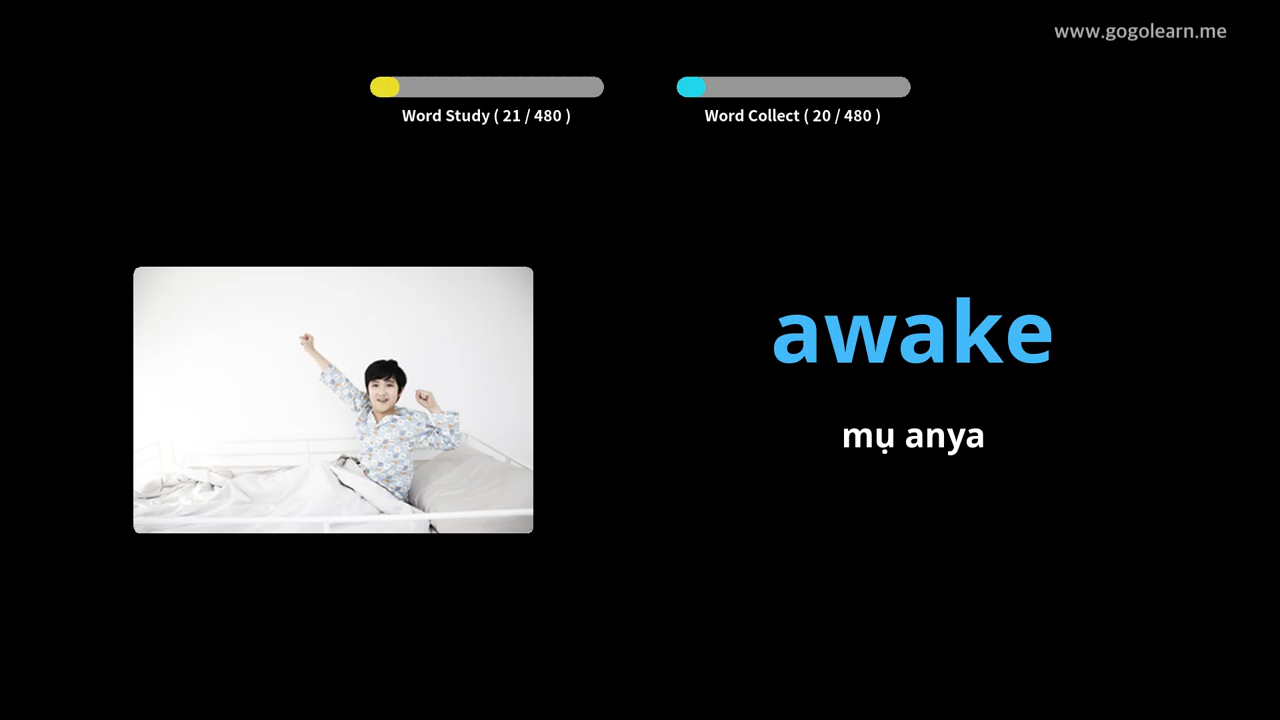 www.gogolearn.me
Word Study ( 21 / 480 )
Word Collect ( 20 / 480 )
awake
mụ anya